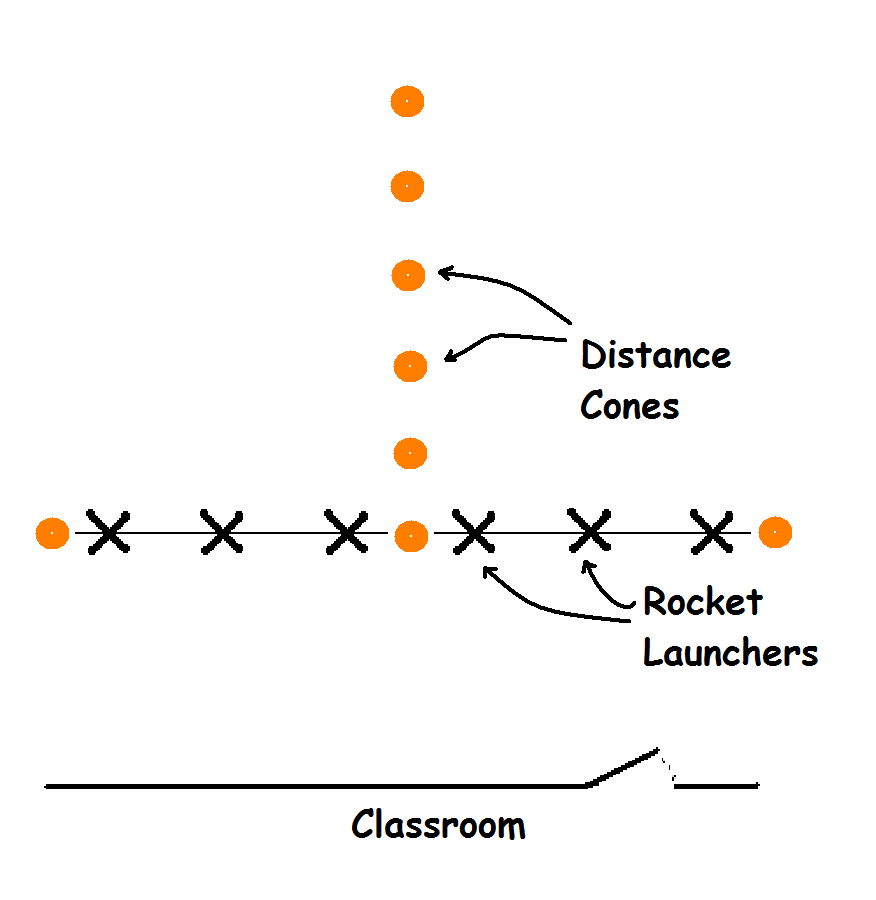 Distance
Cones
Rocket
Launchers
Classroom